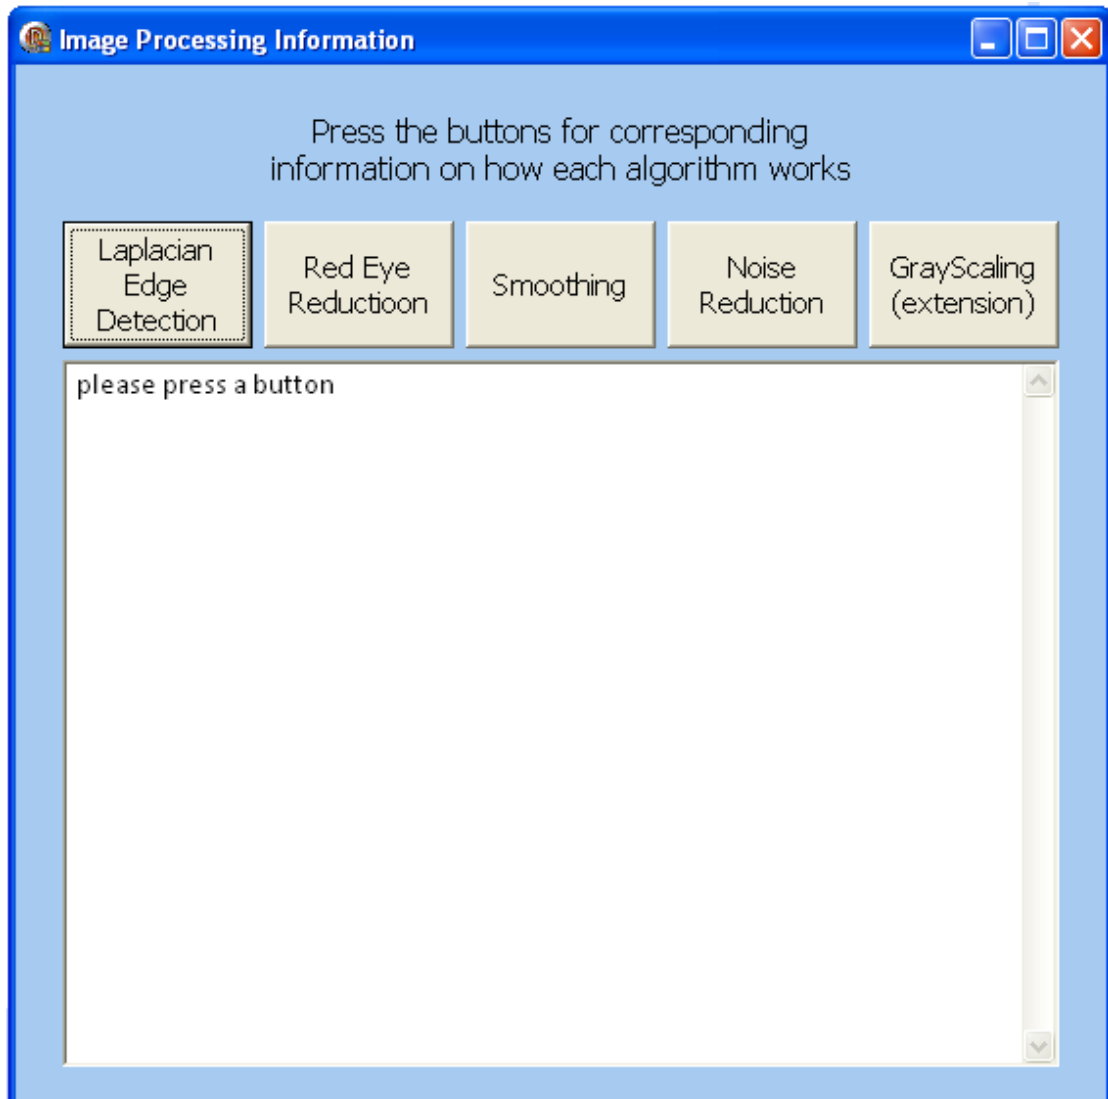 Image Processing Information
Press the buttons for corresponding
information on how each algorithm works
Laplacian
Edge
Detection
Red Eye
Reductioon
Smoothing
Noise
Reduction
GrayScaling
(extension)
please press a button